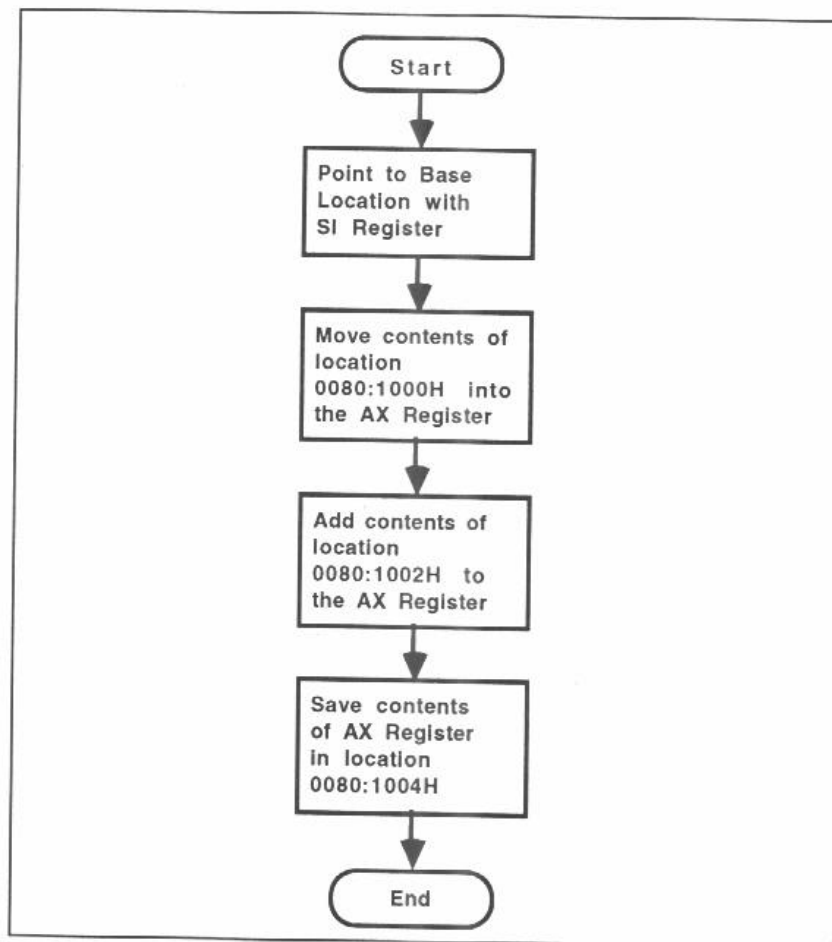 Start
Point to Base
Location with
SI Register
Move contents of
location
0080:1000H into
the AX Register
Add contents of
location
0080:1002H to
the AX Register
Save contents
of AX Register
in location
0080:1004H
End